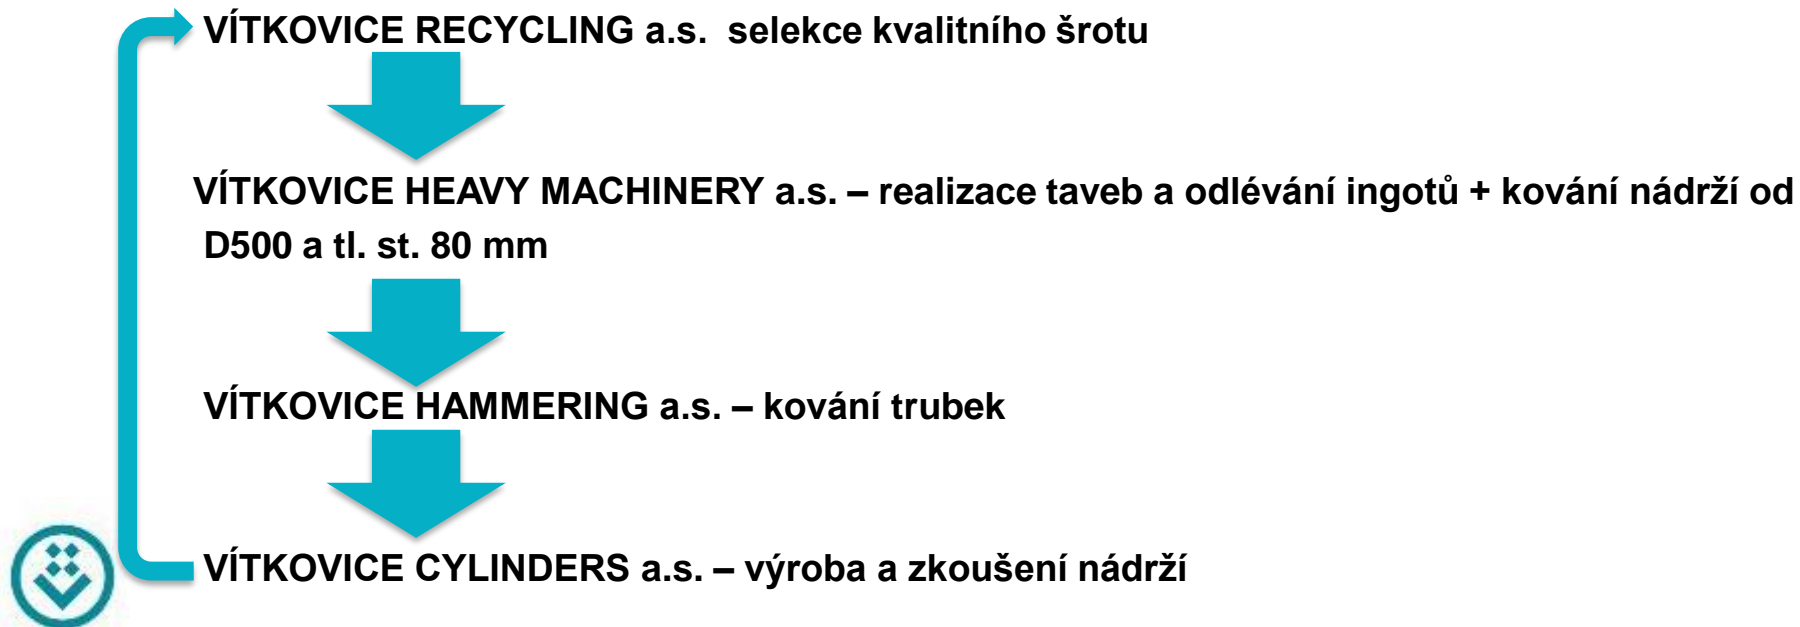 VÍTKOVICE RECYCLING a.s. selekce kvalitního šrotu
VÍTKOVICE HEAVY MACHINERY a.s. – realizace taveb a odlévání ingotů + kování nádrží od
D500 a tl. st. 80 mm
VÍTKOVICE HAMMERING a.s. – kování trubek
VÍTKOVICE CYLINDERS a.s. – výroba a zkoušení nádrží